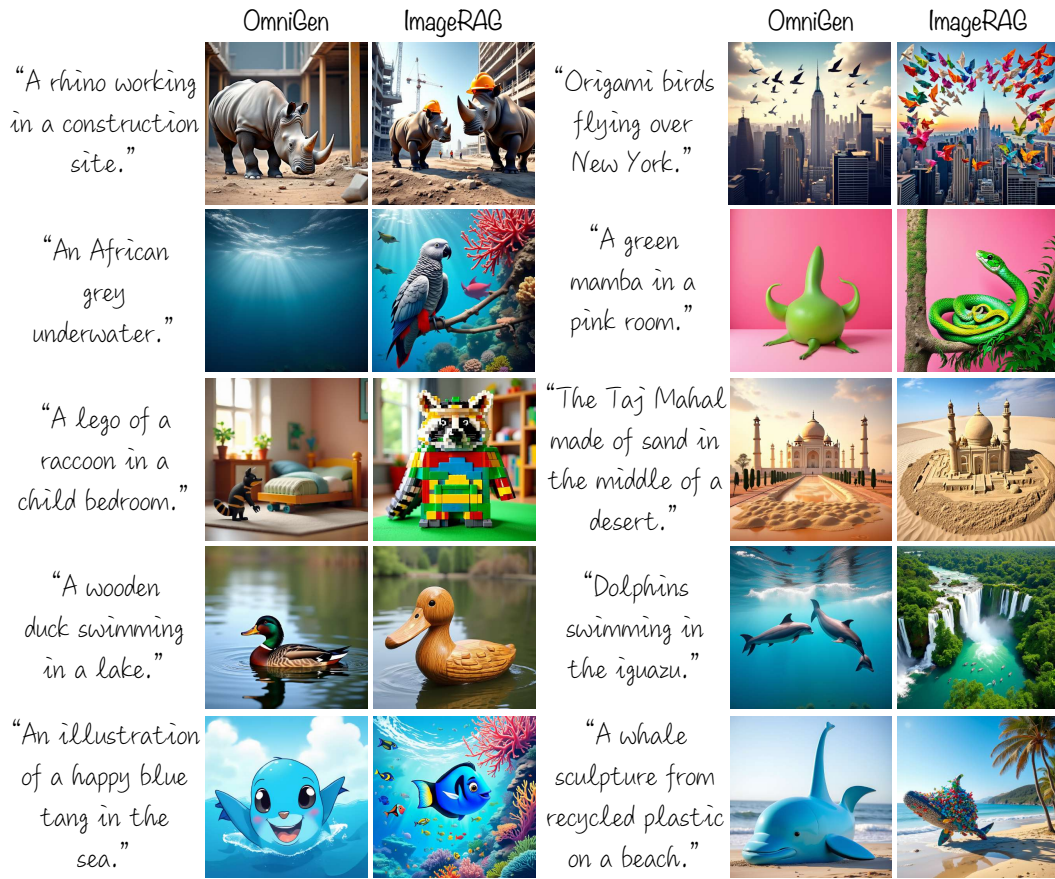 OmniGen
ImageRAG
OmniGen
ImageRAG
“A rhino working
in a construction
site.”
“Origami birds
flying over
New York.”
“An African
grey
underwater.”
“A green
mamba in a
pink room.”
“A lego of a
raccoon in a
child bedroom.”
“The Taj Mahal
made of sand in
the middle of a
desert.”
“A wooden
duck swimming
in a lake.”
“Dolphins
swimming in
the iguazu.”
“An illustration
of a happy blue
tang in the
sea.”
“A whale
sculpture from
recycled plastic
on a beach.”